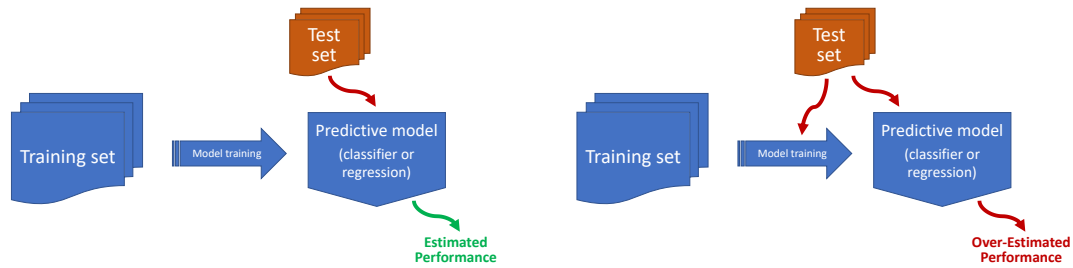 Test
set
Training set
Model training
Predictive model
(classifier or
regression)
Estimated
Performance
Test
set
Training set
Model training
Predictive model
(classifier or
regression)
Over-Estimated
Performance